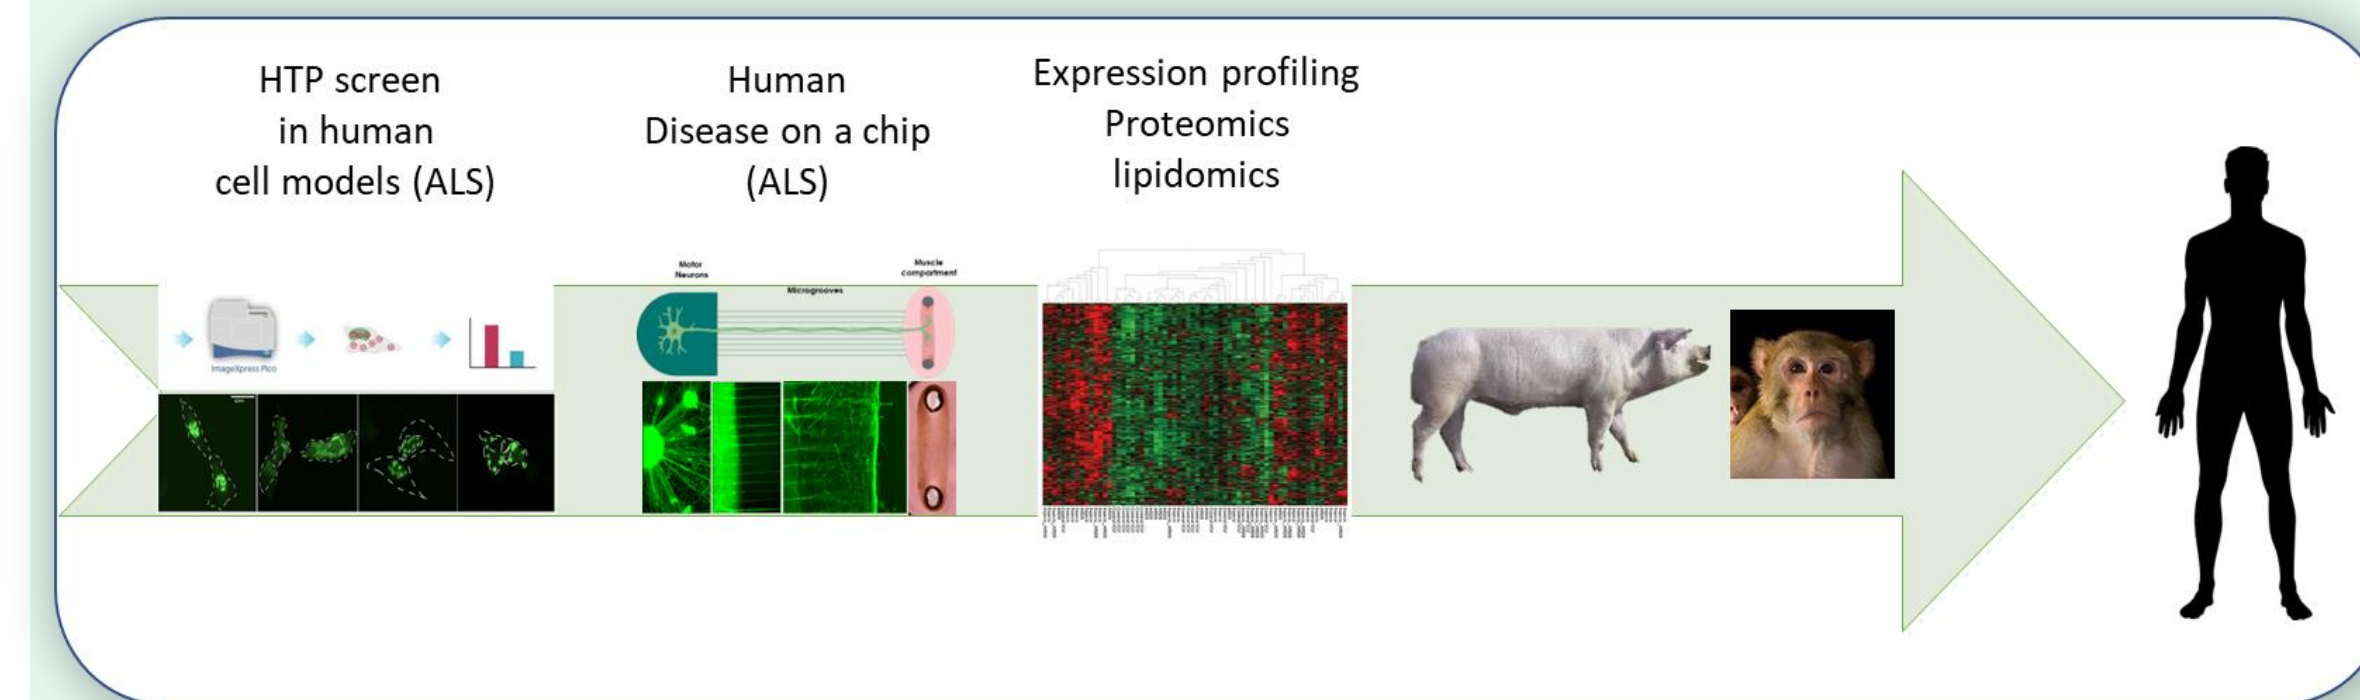 HTP screen
in human
cell models (ALS)
Human
Disease on a chip
(ALS)
Expression profiling
Proteomics
lipidomics
ImageXpress Pico
Motor
Neurons
Microgrooves
Muscle
compartment